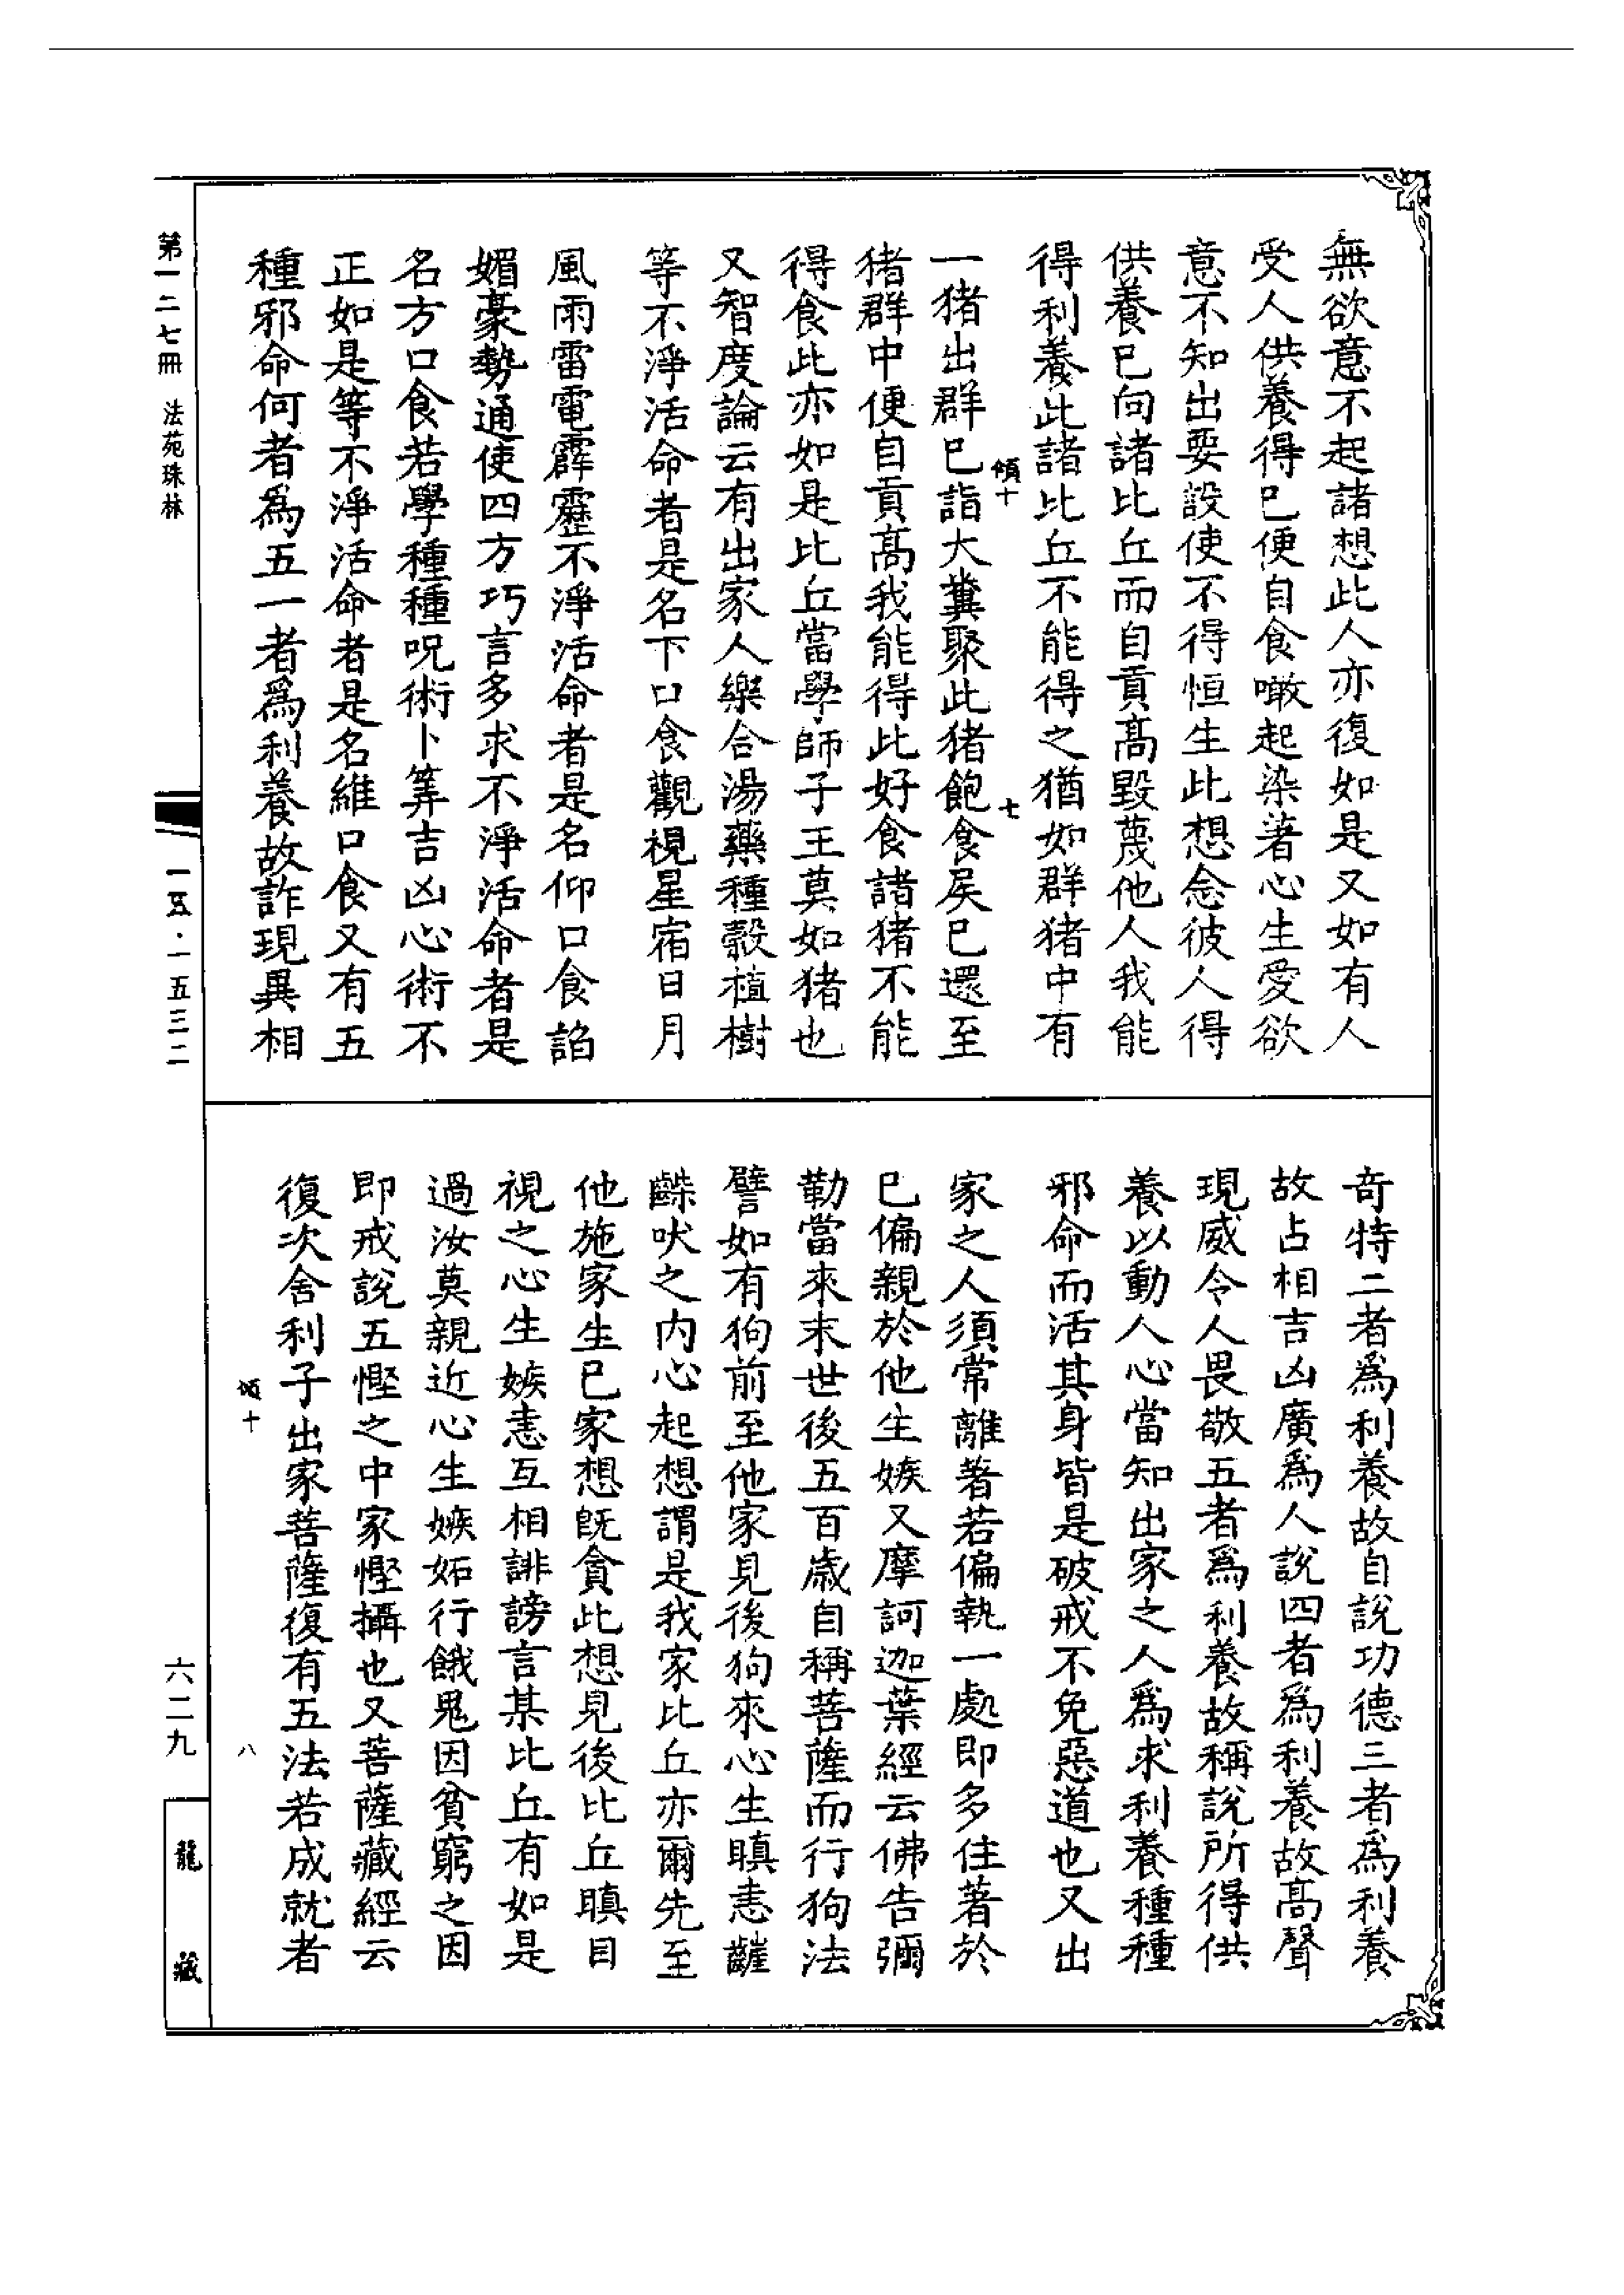 無欲意不起諸想此人亦復如是又如有人
受人供養得已便自食噉起染著心生愛欲
意不知出要設使不得恒生此想念彼人得
供養已向諸比丘而自貢高毀蔑他人我能
得利養此諸比丘不能得之猶如群猪中有
傾十
七
一猪出群已詣大糞聚此猪飽食屎已還至
猪群中便自貢高我能得此好食諸猪不能
得食此亦如是比丘當學師子王莫如猪也
又智度論云有出家人樂合湯藥種穀植樹
等不淨活命者是名下口食觀視星宿日月
風雨雷電霹靂不淨活命者是名仰口食諂
媚豪勢通使四方巧言多求不淨活命者是
名方口食若學種種呪術卜筭吉凶心術不
正如是等不淨活命者是名維口食又有五
種邪命何者為五一者爲利養故詐現異相
奇特二者爲利養故自說功德三者爲利養
故占相吉凶廣爲人說四者爲利養故高聲
現威令人畏敬五者爲利養故稱說所得供
養以動人心當知出家之人爲求利養種種
邪命而活其身皆是破戒不免惡道也又出
家之人須常離著若偏執一處即多住著於
已偏親於他生嫉又摩訶迦葉經云佛告彌
勒當來末世後五百歲自稱菩薩而行狗法
譬如有狗前至他家見後狗來心生瞋恚齜
齩吠之内心起想謂是我家比丘亦爾先至
他施家生已家想既貪此想見後比丘瞋目
視之心生嫉恚互相誹謗言某比丘有如是
過汝莫親近心生嫉妬行餓鬼因貧窮之因
即戒說五慳之中家慳攝也又菩薩藏經云
復次舍利子出家菩薩復有五法若成就者
傾十
八
第一二七冊 法苑珠林
一五·一五三二
六二九
龍藏